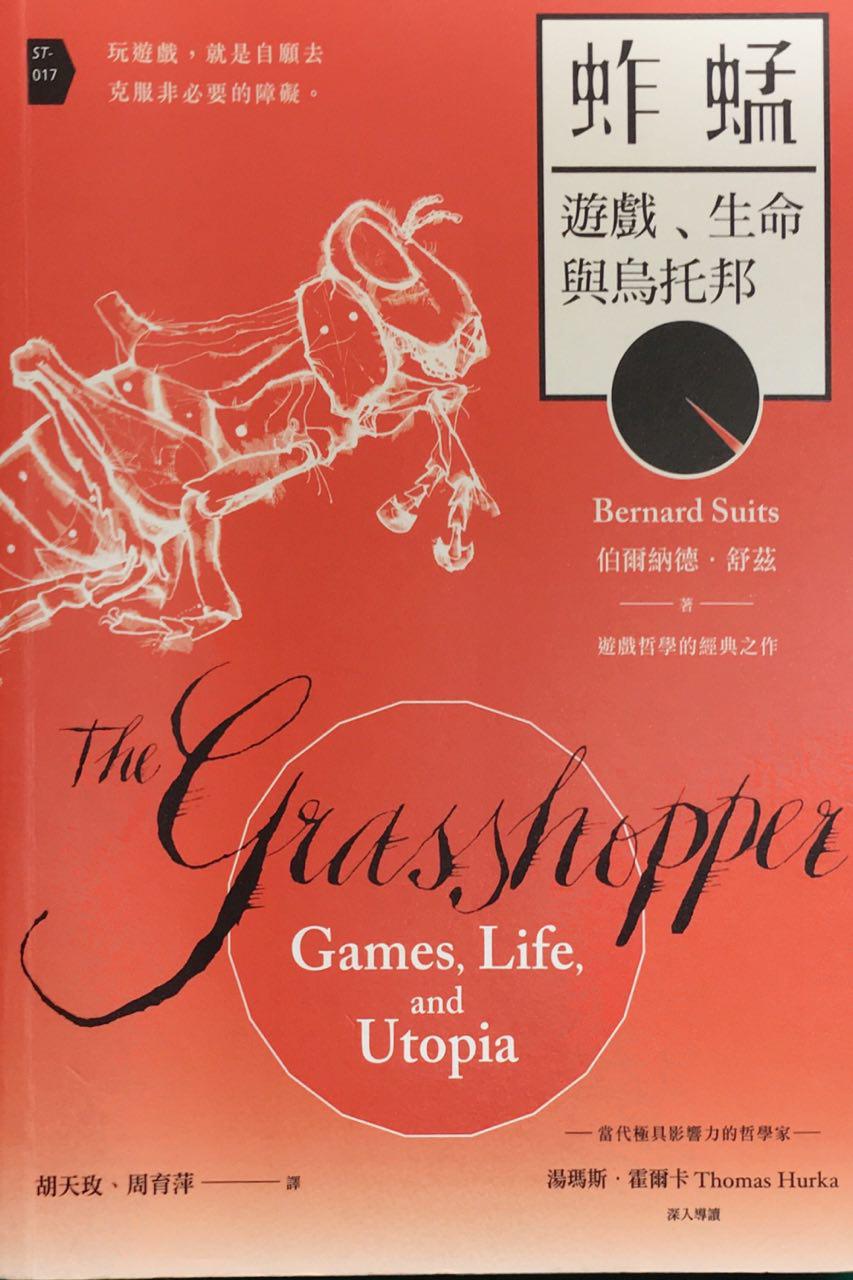 ST-
017
玩遊戲，就是自願去
克服非必要的障礙。
蚱蜢
遊戲、生命
與烏托邦
Bernard Suits
伯爾納德・舒茲
著
遊戲哲學的經典之作
The Grasshopper
Games, Life,
and
Utopia
當代極具影響力的哲學家
湯瑪斯・霍爾卡 Thomas Hurka
深入導讀
胡天玫、周育萍 譯